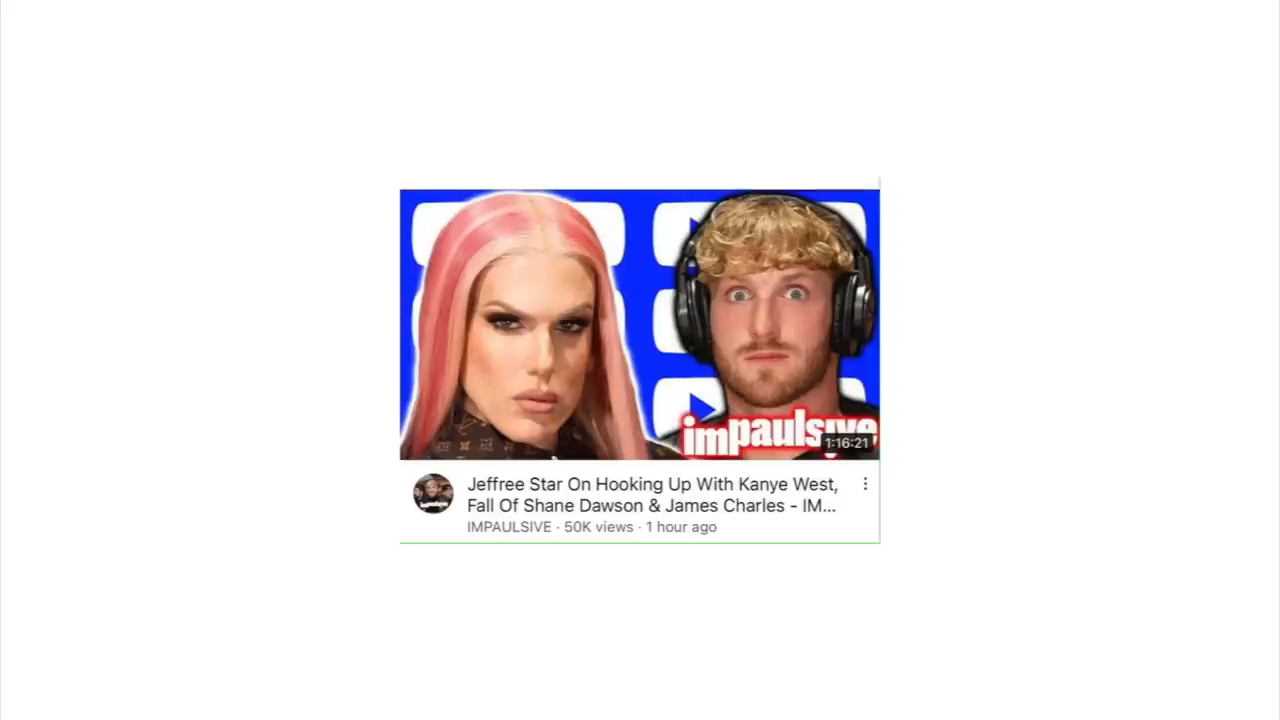 impaulsive
1:16:21
Jeffree Star On Hooking Up With Kanye West,
Fall Of Shane Dawson & James Charles - IM...
IMPAULSIVE · 50K views · 1 hour ago